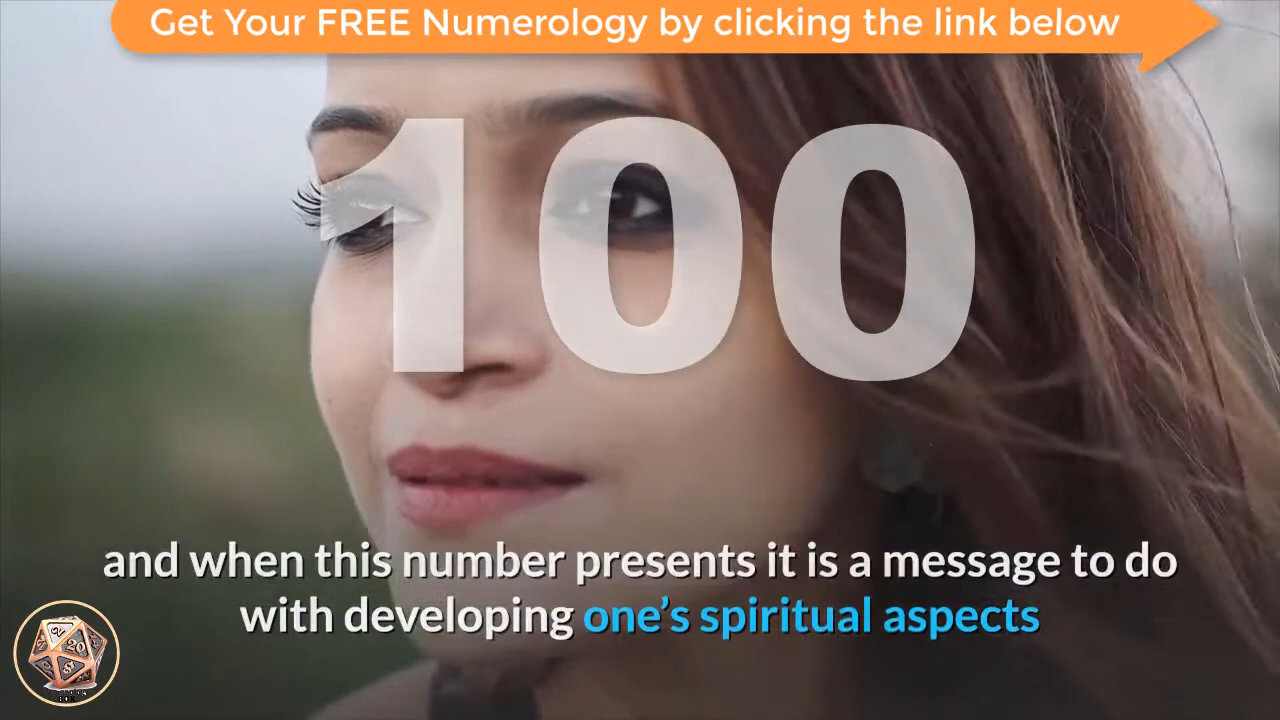 Get Your FREE Numerology by clicking the link below
100
and when this number presents it is a message to do
with developing one's spiritual aspects
20